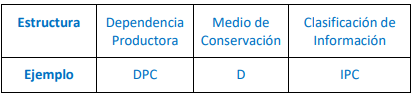 Estructura Dependencia Productora Medio de Conservación Clasificación de Información
Ejemplo DPC D IPC